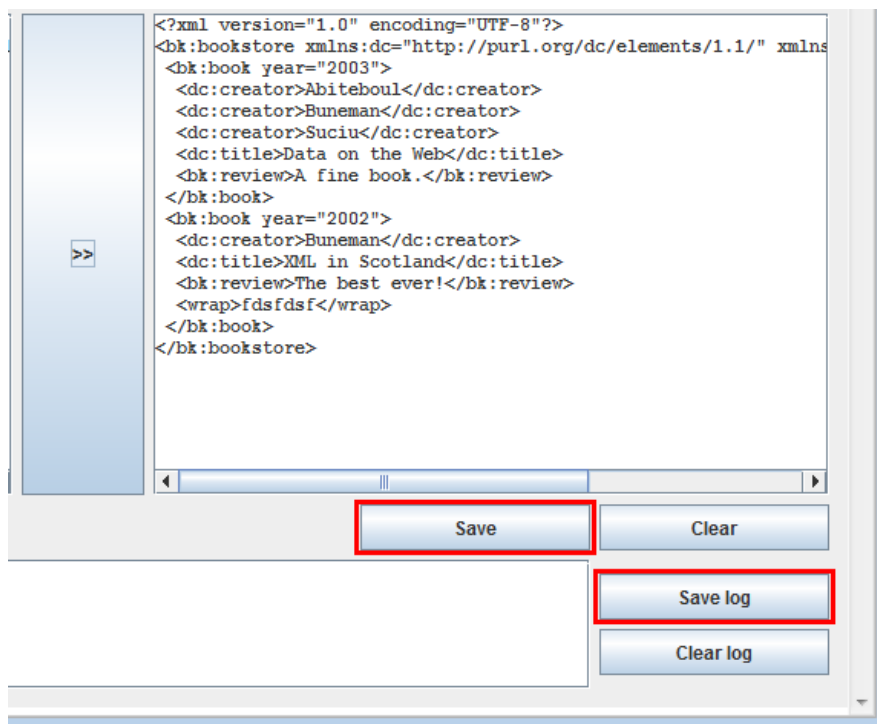 <?xml version="1.0" encoding="UTF-8"?>
<bk:bookstore xmlns:dc="http://purl.org/dc/elements/1.1/" xmlns
<bk:book year="2003">
<dc:creator>Abiteboul</dc:creator>
<dc:creator>Buneman</dc:creator>
<dc:creator>Suciu</dc:creator>
<dc:title>Data on the Web</dc:title>
<bk:review>A fine book.</bk:review>
</bk:book>
<bk:book year="2002">
<dc:creator>Buneman</dc:creator>
<dc:title>XML in Scotland</dc:title>
<bk:review>The best ever!</bk:review>
<wrap>fdsfdsf</wrap>
</bk:book>
</bk:bookstore>
>>
Save Clear
Save log
Clear log